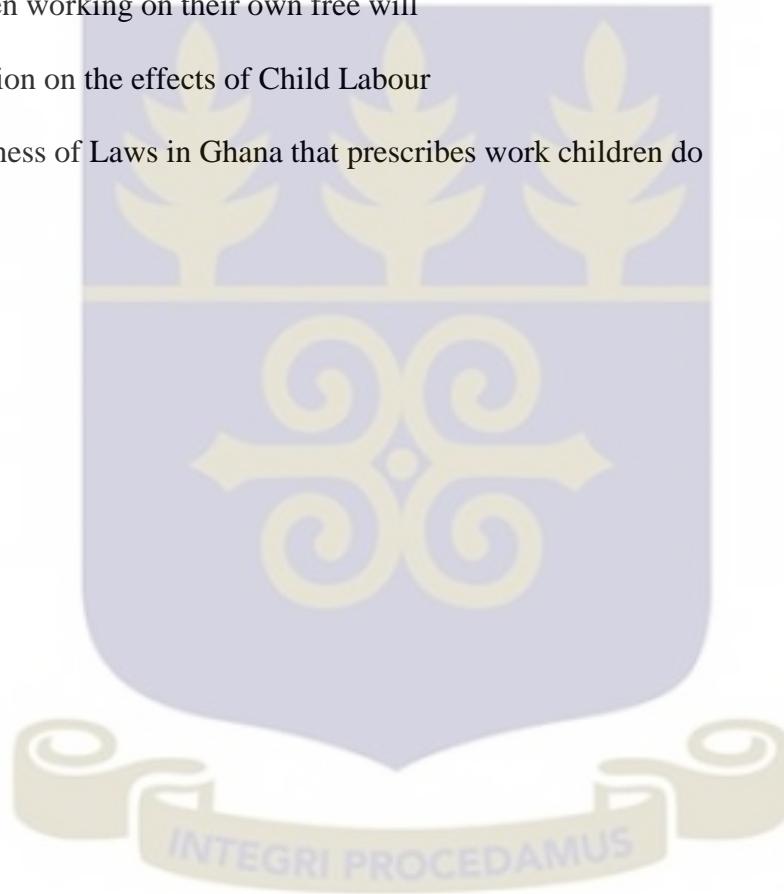 en working on their own free will
ion on the effects of Child Labour
ness of Laws in Ghana that prescribes work children do
INTEGRI PROCEDAMUS